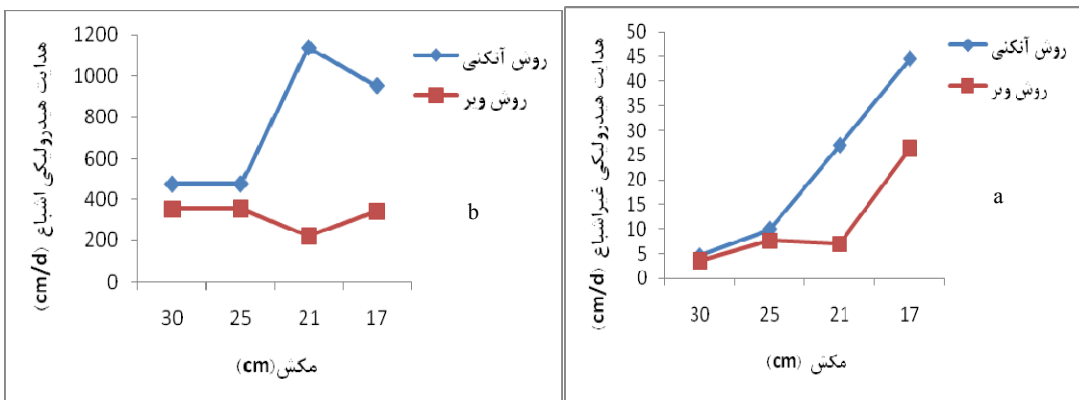 هدایت هیدرولیکی اشباع (cm/d)
1200
1000
800
600
400
200
0
30 25 21 17
مکش(cm)
روش آنکنی
روش ویر
b
هدایت هیدرولیکی غیراشباع (cm/d)
50
45
40
35
30
25
20
15
10
5
0
30 25 21 17
مکش (cm)
روش آنکنی
روش ویر
a